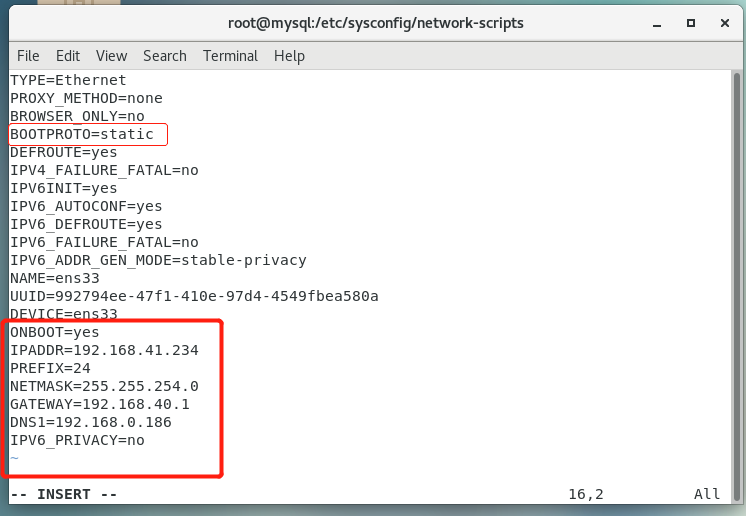 root@mysql:/etc/sysconfig/network-scripts
File Edit View Search Terminal Help
TYPE=Ethernet
PROXY_METHOD=none
BROWSER_ONLY=no
BOOTPROTO=static
DEFROUTE=yes
IPV4_FAILURE_FATAL=no
IPV6INIT=yes
IPV6_AUTOCONF=yes
IPV6_DEFROUTE=yes
IPV6_FAILURE_FATAL=no
IPV6_ADDR_GEN_MODE=stable-privacy
NAME=ens33
UUID=992794ee-47f1-410e-97d4-4549fbea580a
DEVICE=ens33
ONBOOT=yes
IPADDR=192.168.41.234
PREFIX=24
NETMASK=255.255.254.0
GATEWAY=192.168.40.1
DNS1=192.168.0.186
IPV6_PRIVACY=no
~
-- INSERT -- 16,2 All